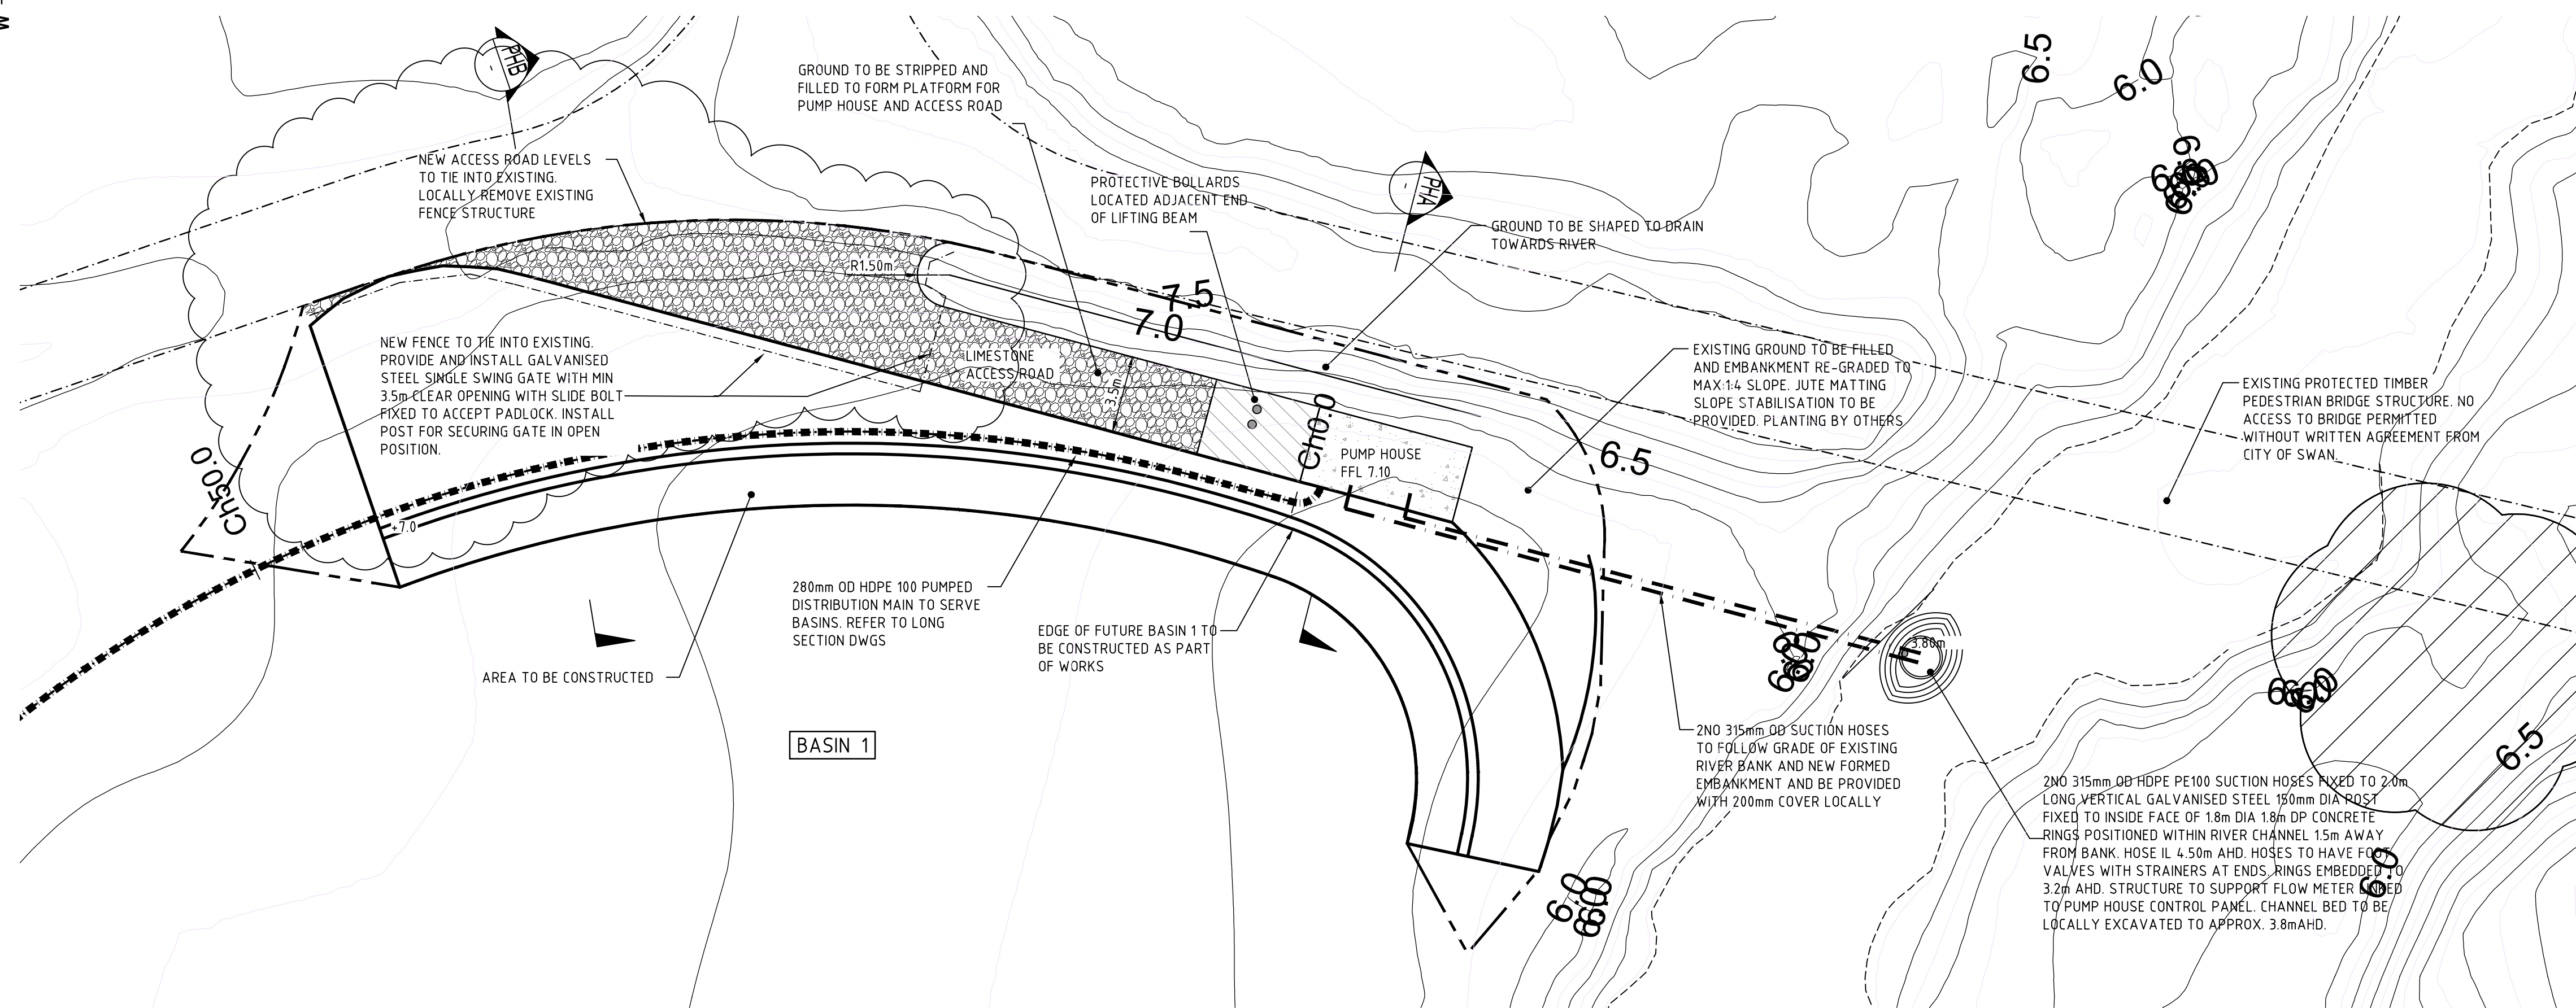 PHB
-
GROUND TO BE STRIPPED AND
FILLED TO FORM PLATFORM FOR
PUMP HOUSE AND ACCESS ROAD
6.5
6.0
NEW ACCESS ROAD LEVELS
TO TIE INTO EXISTING.
LOCALLY REMOVE EXISTING
FENCE STRUCTURE
PROTECTIVE BOLLARDS
LOCATED ADJACENT END
OF LIFTING BEAM
PHA
-
GROUND TO BE SHAPED TO DRAIN
TOWARDS RIVER
R1.50m
7.5
7.0
NEW FENCE TO TIE INTO EXISTING.
PROVIDE AND INSTALL GALVANISED
STEEL SINGLE SWING GATE WITH MIN
3.5m CLEAR OPENING WITH SLIDE BOLT
FIXED TO ACCEPT PADLOCK. INSTALL
POST FOR SECURING GATE IN OPEN
POSITION.
LIMESTONE
ACCESS ROAD
3.5m
EXISTING GROUND TO BE FILLED
AND EMBANKMENT RE-GRADED TO
MAX 1:4 SLOPE. JUTE MATTING
SLOPE STABILISATION TO BE
PROVIDED. PLANTING BY OTHERS
EXISTING PROTECTED TIMBER
PEDESTRIAN BRIDGE STRUCTURE. NO
ACCESS TO BRIDGE PERMITTED
WITHOUT WRITTEN AGREEMENT FROM
CITY OF SWAN.
Ch0.0
PUMP HOUSE
FFL 7.10
6.5
Ch50.0
+7.0
280mm OD HDPE 100 PUMPED
DISTRIBUTION MAIN TO SERVE
BASINS. REFER TO LONG
SECTION DWGS
EDGE OF FUTURE BASIN 1 TO
BE CONSTRUCTED AS PART
OF WORKS
AREA TO BE CONSTRUCTED
3.80m
BASIN 1
2NO 315mm OD SUCTION HOSES
TO FOLLOW GRADE OF EXISTING
RIVER BANK AND NEW FORMED
EMBANKMENT AND BE PROVIDED
WITH 200mm COVER LOCALLY
6.5
2NO 315mm OD HDPE PE100 SUCTION HOSES FIXED TO 2.0m
LONG VERTICAL GALVANISED STEEL 150mm DIA POST
FIXED TO INSIDE FACE OF 1.8m DIA 1.8m DP CONCRETE
RINGS POSITIONED WITHIN RIVER CHANNEL 1.5m AWAY
FROM BANK. HOSE IL 4.50m AHD. HOSES TO HAVE FOOT
VALVES WITH STRAINERS AT ENDS. RINGS EMBEDDED TO
3.2m AHD. STRUCTURE TO SUPPORT FLOW METER LINKED
TO PUMP HOUSE CONTROL PANEL. CHANNEL BED TO BE
LOCALLY EXCAVATED TO APPROX. 3.8mAHD.
6.0
6.0
6.0